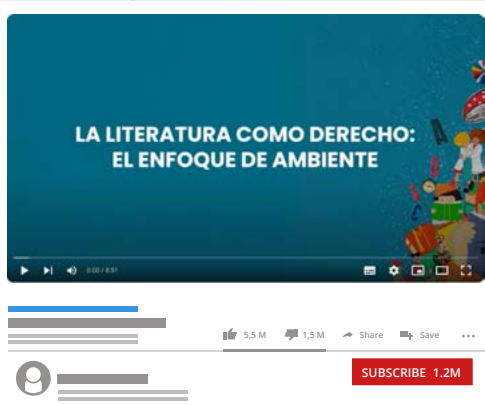 LA LITERATURA COMO DERECHO:
EL ENFOQUE DE AMBIENTE
5,5 M
1,5 M
Share
Save
SUBSCRIBE 1.2M